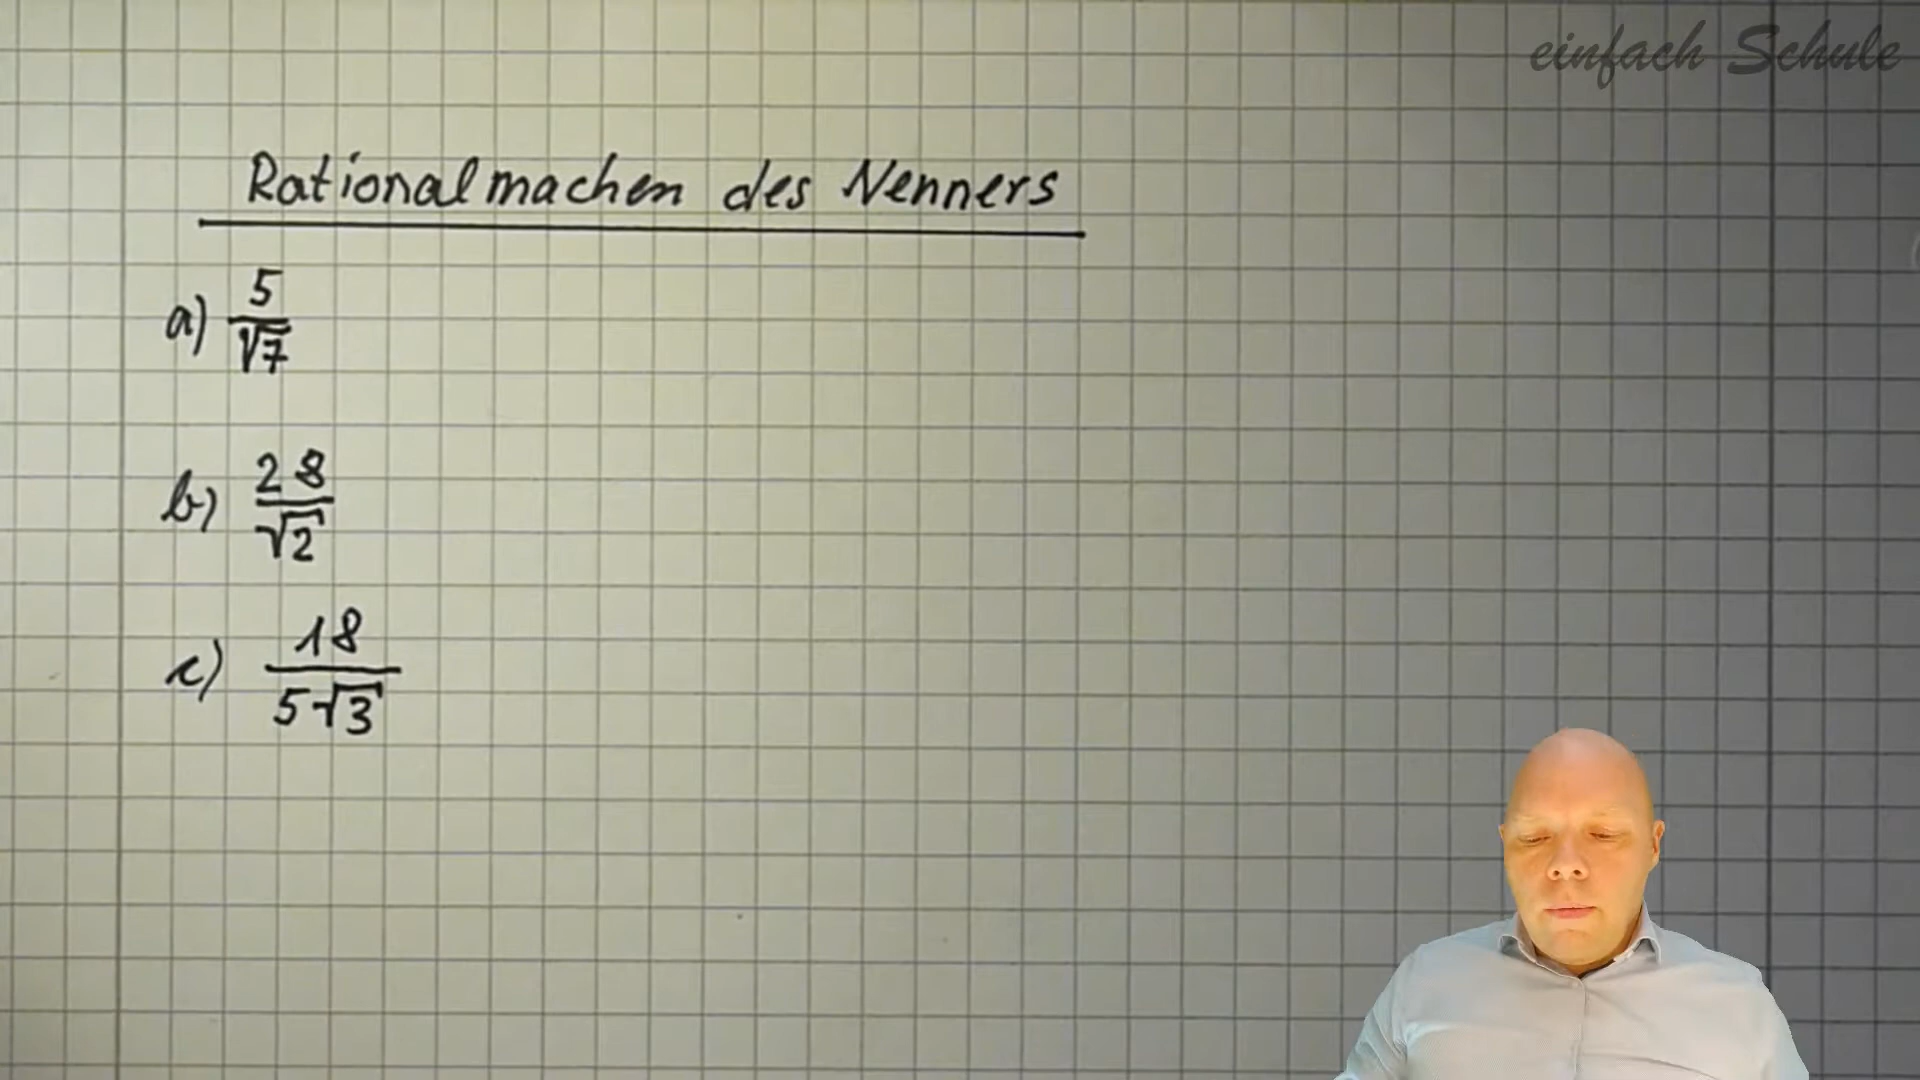 einfach Schule
Rationalmachen des Nenners
a) 5/√7
b) 28/√2
c) 18/5√3